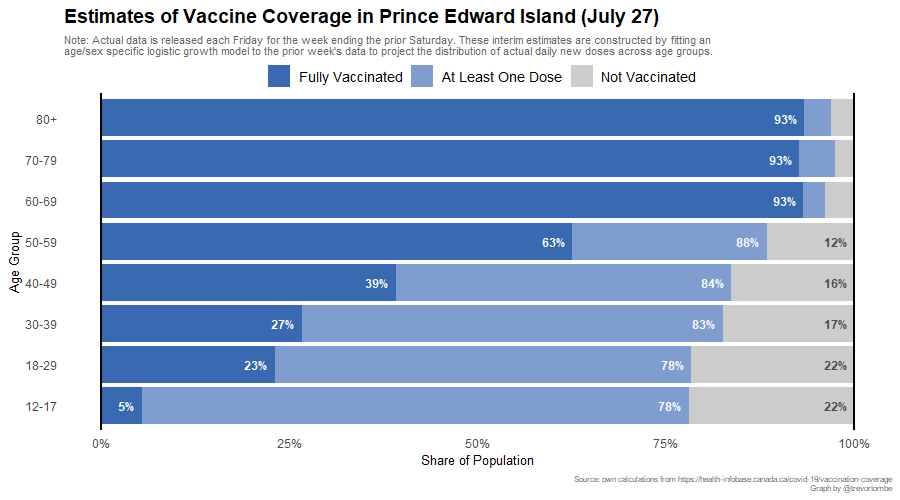 Estimates of Vaccine Coverage in Prince Edward Island (July 27)
Note: Actual data is released each Friday for the week ending the prior Saturday. These interim estimates are constructed by fitting an
age/sex specific logistic growth model to the prior week's data to project the distribution of actual daily new doses across age groups.
Fully Vaccinated At Least One Dose Not Vaccinated
Age Group
80+ 93%
70-79 93%
60-69 93%
50-59 63% 88% 12%
40-49 39% 84% 16%
30-39 27% 83% 17%
18-29 23% 78% 22%
12-17 5% 78% 22%
0% 25% 50% 75% 100%
Share of Population
Source: own calculations from https://health-infobase.canada.ca/covid-19/vaccination-coverage
Graph by @trevortombe